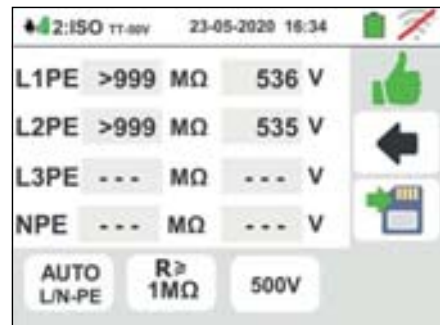 2:ISO TT-50V 23-05-2020 16:34
L1PE >999 MΩ 536 V
L2PE >999 MΩ 535 V
L3PE --- MΩ --- V
NPE --- MΩ --- V
AUTO L/N-PE
R≥ 1MΩ
500V